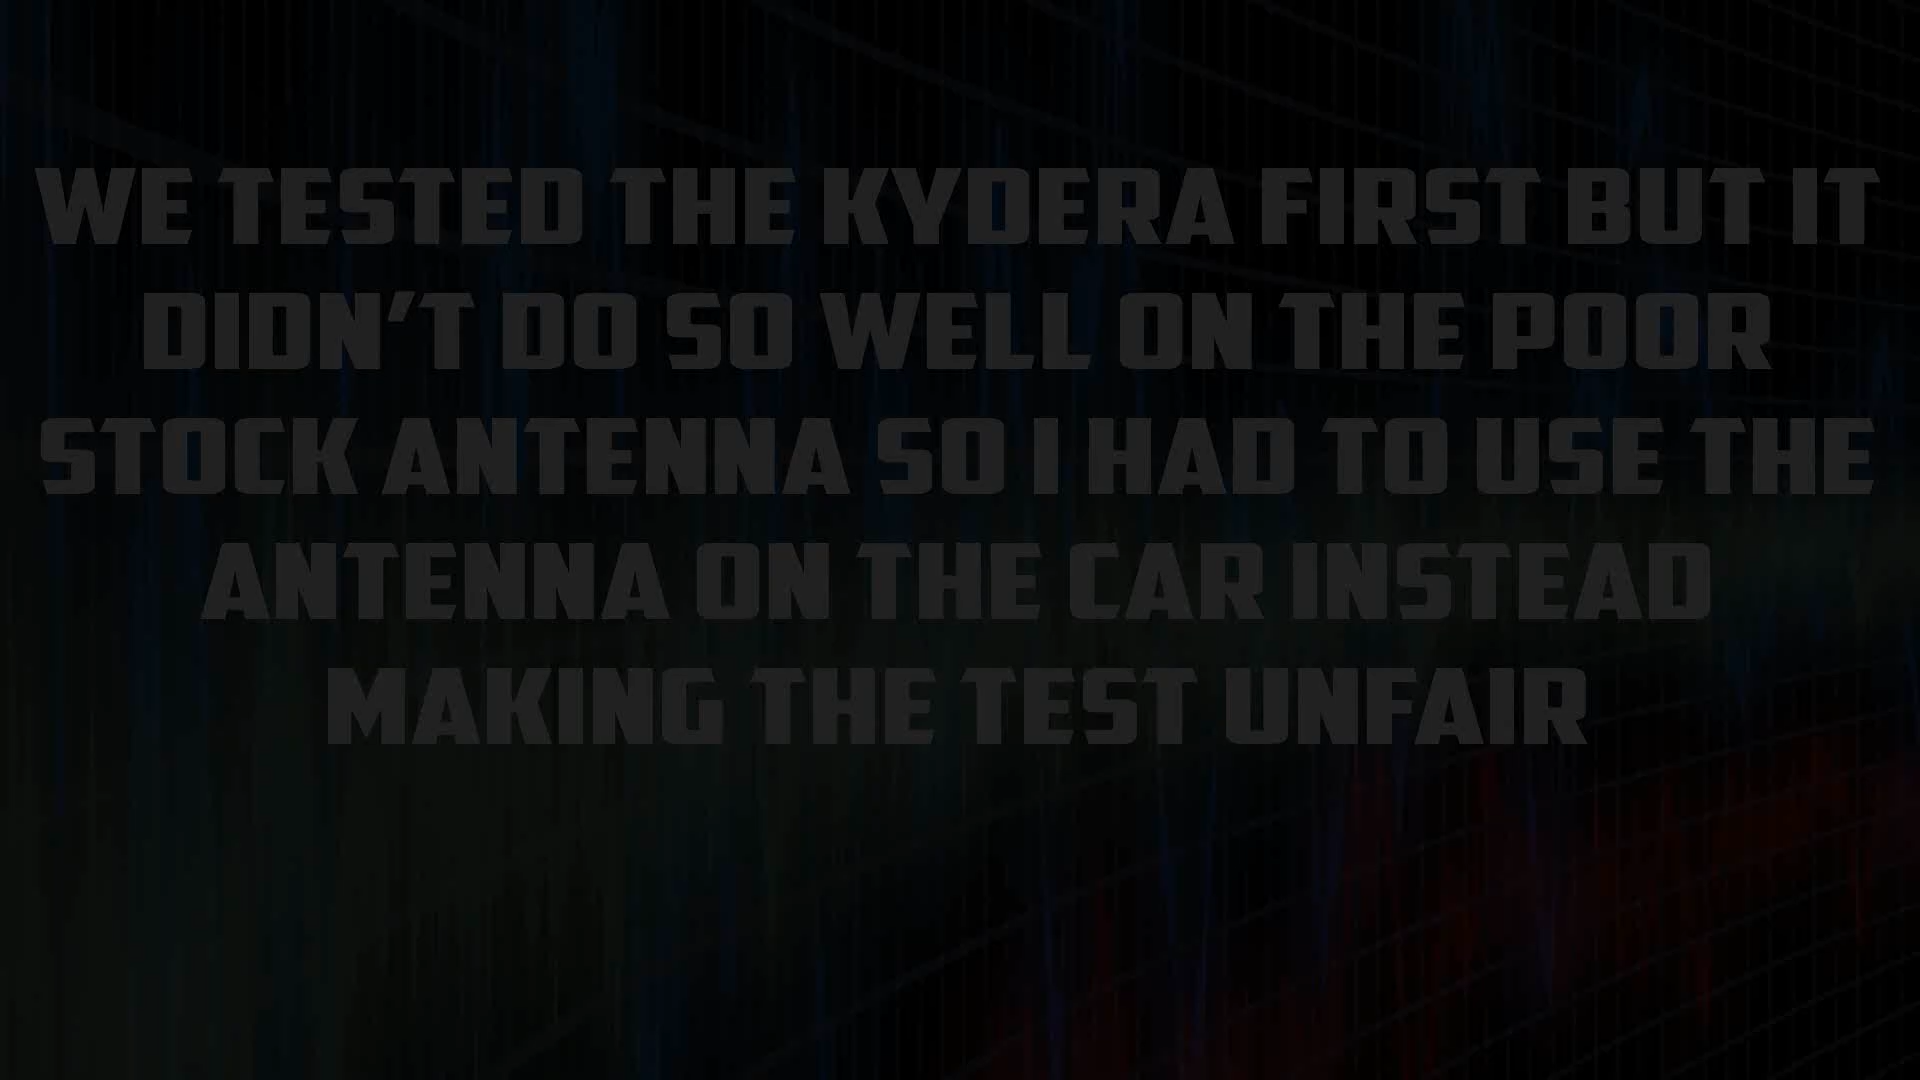 WE TESTED THE KYDERA FIRST BUT IT
DIDN'T DO SO WELL ON THE POOR
STOCK ANTENNA SO I HAD TO USE THE
ANTENNA ON THE CAR INSTEAD
MAKING THE TEST UNFAIR